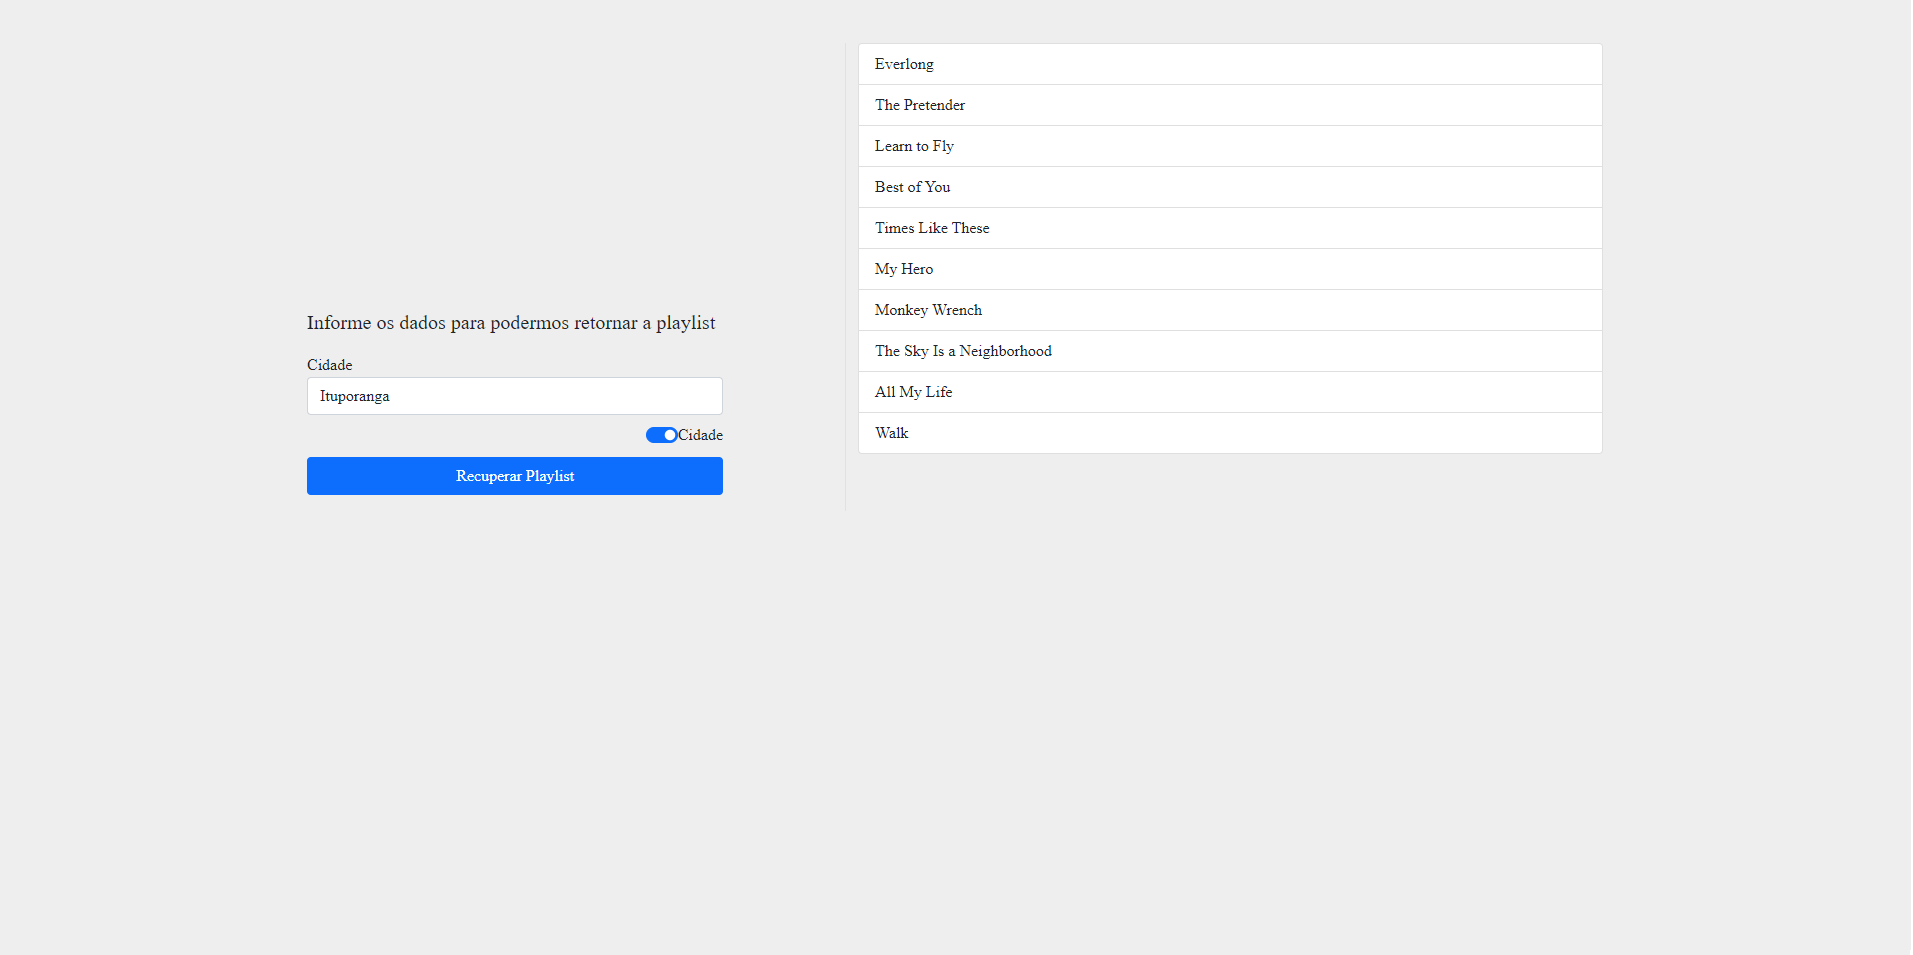 Informe os dados para podermos retornar a playlist
Cidade
Ituporanga
Cidade
Recuperar Playlist
Everlong
The Pretender
Learn to Fly
Best of You
Times Like These
My Hero
Monkey Wrench
The Sky Is a Neighborhood
All My Life
Walk